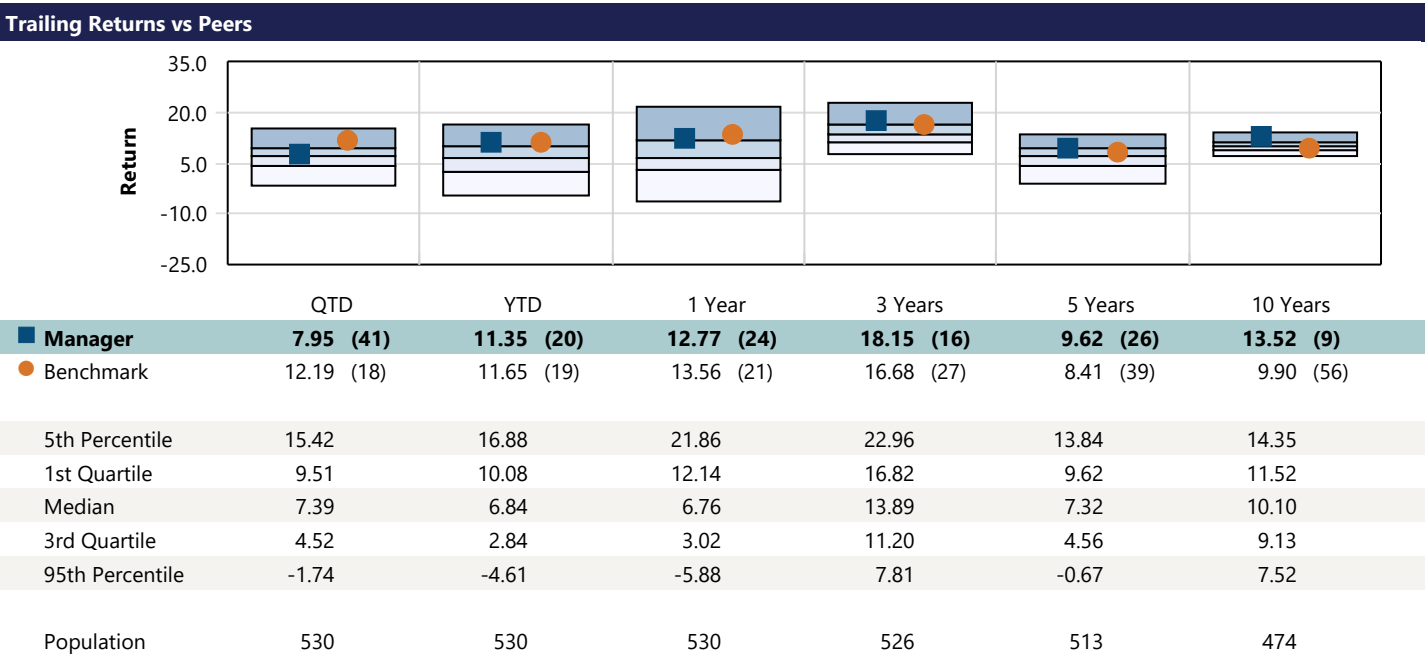 Trailing Returns vs Peers
35.0
20.0
5.0
-10.0
-25.0
Return
QTD YTD 1 Year 3 Years 5 Years 10 Years
Manager 7.95 (41) 11.35 (20) 12.77 (24) 18.15 (16) 9.62 (26) 13.52 (9)
Benchmark 12.19 (18) 11.65 (19) 13.56 (21) 16.68 (27) 8.41 (39) 9.90 (56)
5th Percentile 15.42 16.88 21.86 22.96 13.84 14.35
1st Quartile 9.51 10.08 12.14 16.82 9.62 11.52
Median 7.39 6.84 6.76 13.89 7.32 10.10
3rd Quartile 4.52 2.84 3.02 11.20 4.56 9.13
95th Percentile -1.74 -4.61 -5.88 7.81 -0.67 7.52
Population 530 530 530 526 513 474